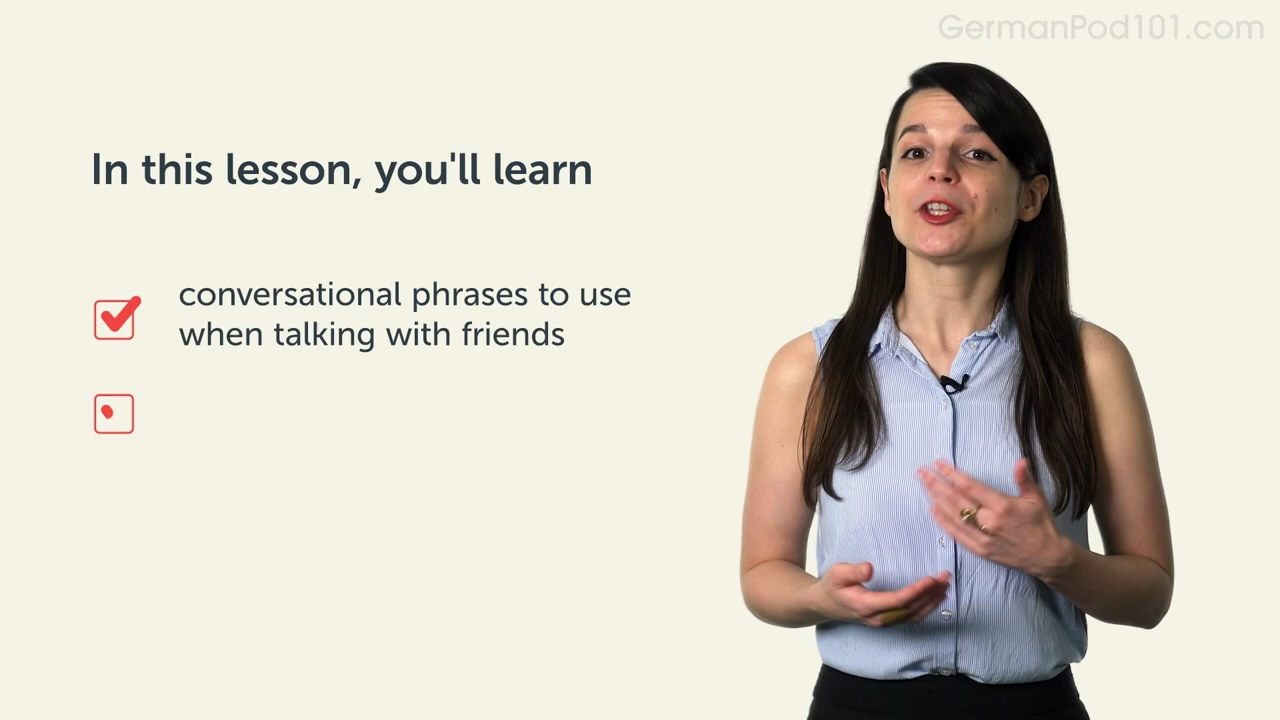 GermanPod101.com
In this lesson, you'll learn
conversational phrases to use
when talking with friends